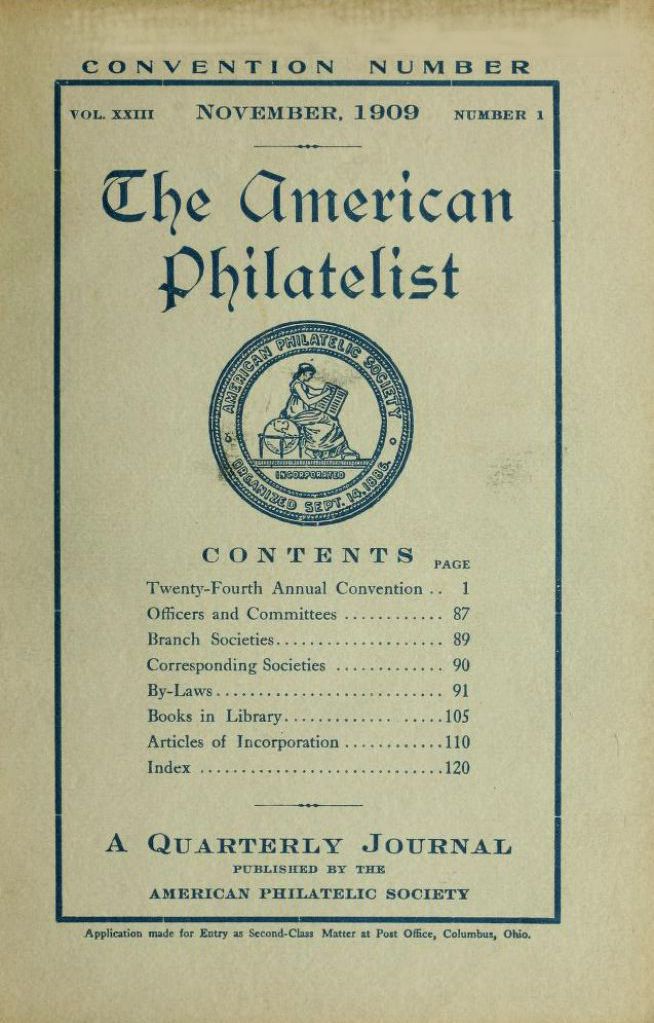 CONVENTION NUMBER
VOL. XXIII NOVEMBER, 1909 NUMBER 1
The American
Philatelist
AMERICAN PHILATELIC SOCIETY
INCORPORATED
ORGANIZED SEPT. 14, 1886.
CONTENTS PAGE
Twenty-Fourth Annual Convention .. 1
Officers and Committees ............ 87
Branch Societies.................... 89
Corresponding Societies ............. 90
By-Laws............................ 91
Books in Library............. .....105
Articles of Incorporation ............110
Index ..............................120
A QUARTERLY JOURNAL
PUBLISHED BY THE
AMERICAN PHILATELIC SOCIETY
Application made for Entry as Second-Class Matter at Post Office, Columbus, Ohio.